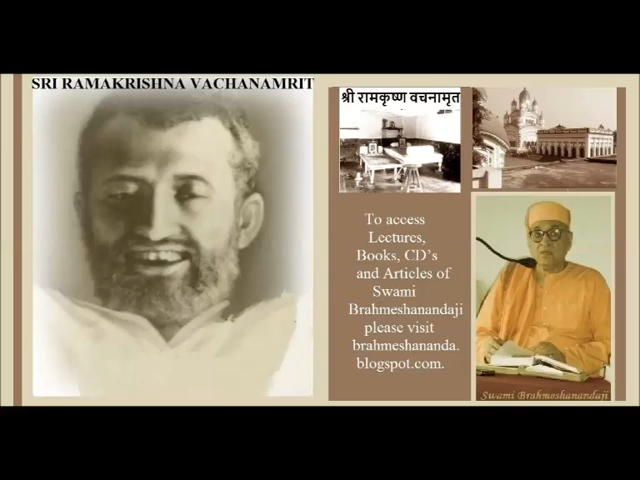 SRI RAMAKRISHNA VACHANAMRIT
श्री रामकृष्ण वचनामृत
To access
Lectures,
Books, CD's
and Articles of
Swami
Brahmeshanandaji
please visit
brahmeshananda.
blogspot.com.
Swami Brahmeshanandaji